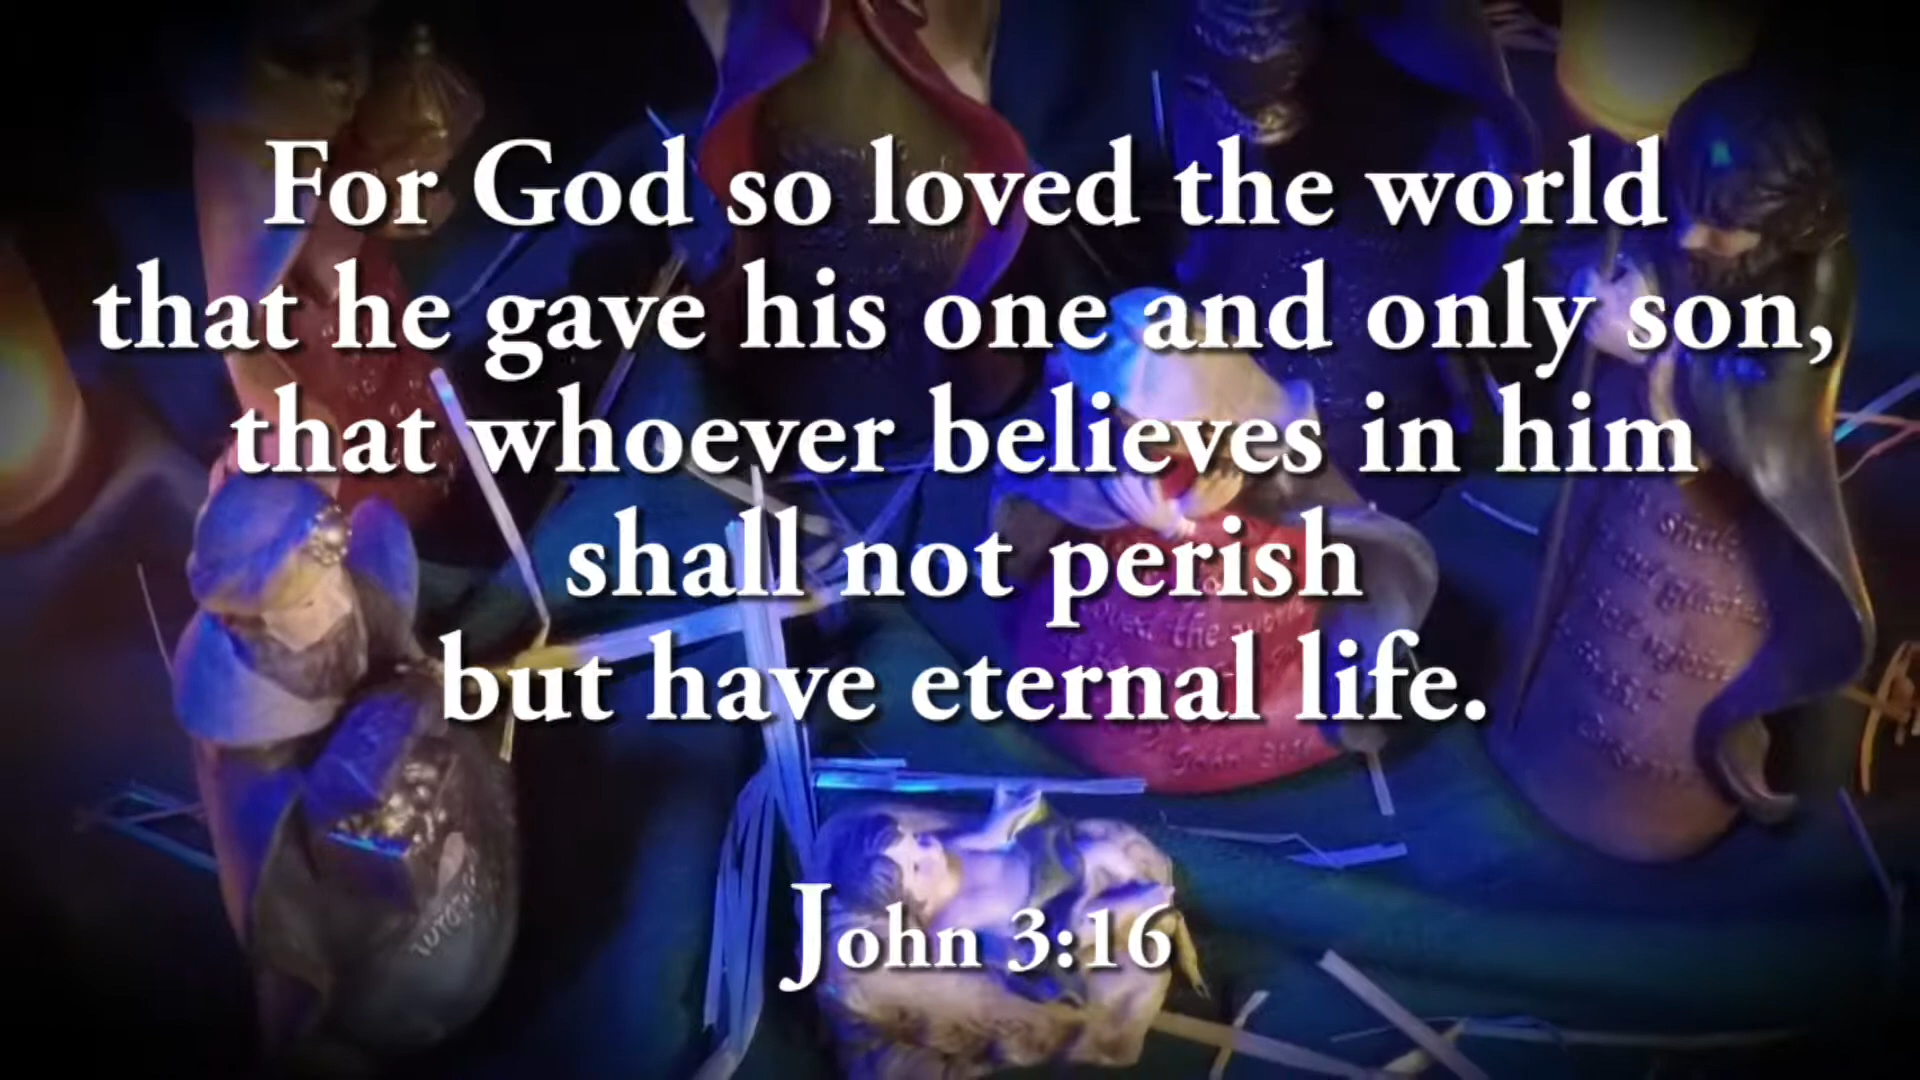 For God so loved the world
that he gave his one and only son,
that whoever believes in him
shall not perish
but have eternal life.
John 3:16